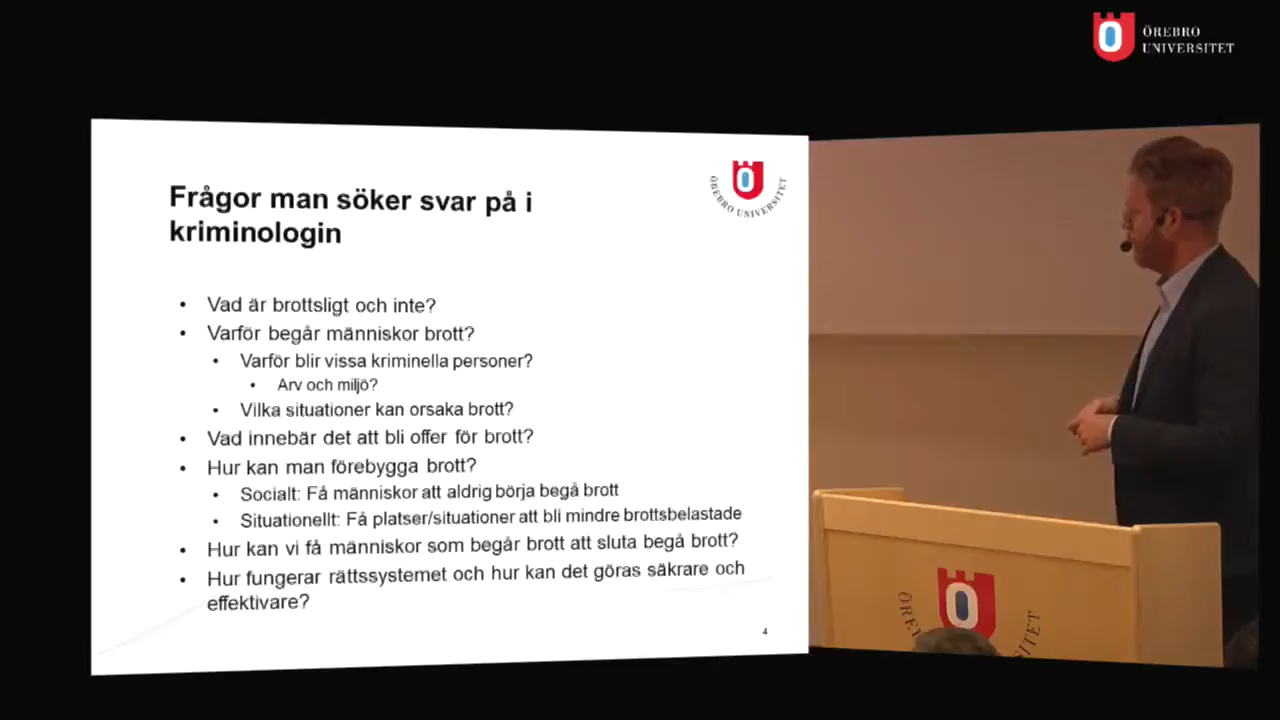 ÖREBRO
UNIVERSITET
Frågor man söker svar på i
kriminologin
ÖREBRO UNIVERSITET
• Vad är brottsligt och inte?
• Varför begår människor brott?
• Varför blir vissa kriminella personer?
• Arv och miljö?
• Vilka situationer kan orsaka brott?
• Vad innebär det att bli offer för brott?
• Hur kan man förebygga brott?
• Socialt: Få människor att aldrig börja begå brott
• Situationellt: Få platser/situationer att bli mindre brottsbelastade
• Hur kan vi få människor som begår brott att sluta begå brott?
• Hur fungerar rättssystemet och hur kan det göras säkrare och
effektivare?
4